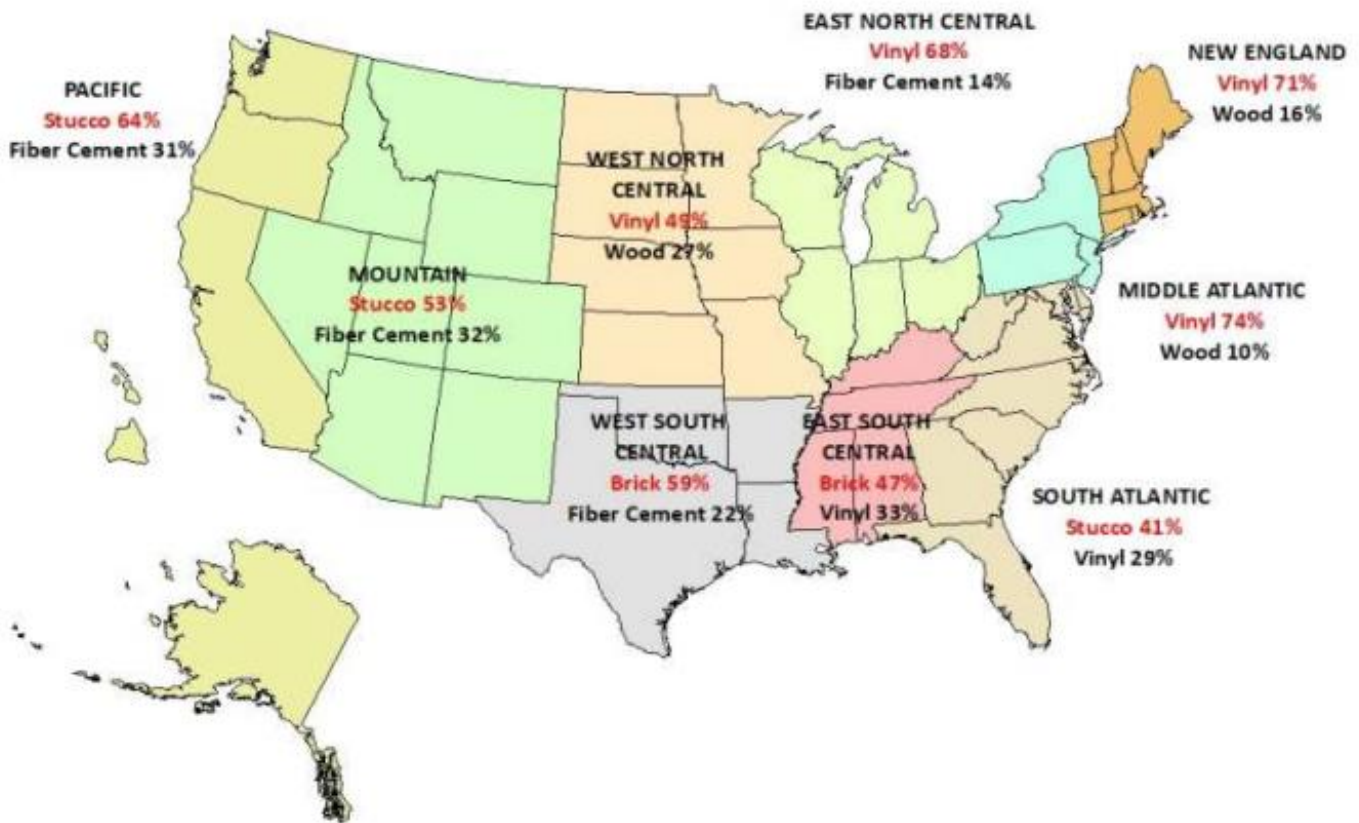 EAST NORTH CENTRAL
Vinyl 68%
Fiber Cement 14%
NEW ENGLAND
Vinyl 71%
Wood 16%
PACIFIC
Stucco 64%
Fiber Cement 31%
WEST NORTH
CENTRAL
Vinyl 49%
Wood 27%
MOUNTAIN
Stucco 53%
Fiber Cement 32%
MIDDLE ATLANTIC
Vinyl 74%
Wood 10%
WEST SOUTH
CENTRAL
Brick 59%
Fiber Cement 22%
EAST SOUTH
CENTRAL
Brick 47%
Vinyl 33%
SOUTH ATLANTIC
Stucco 41%
Vinyl 29%